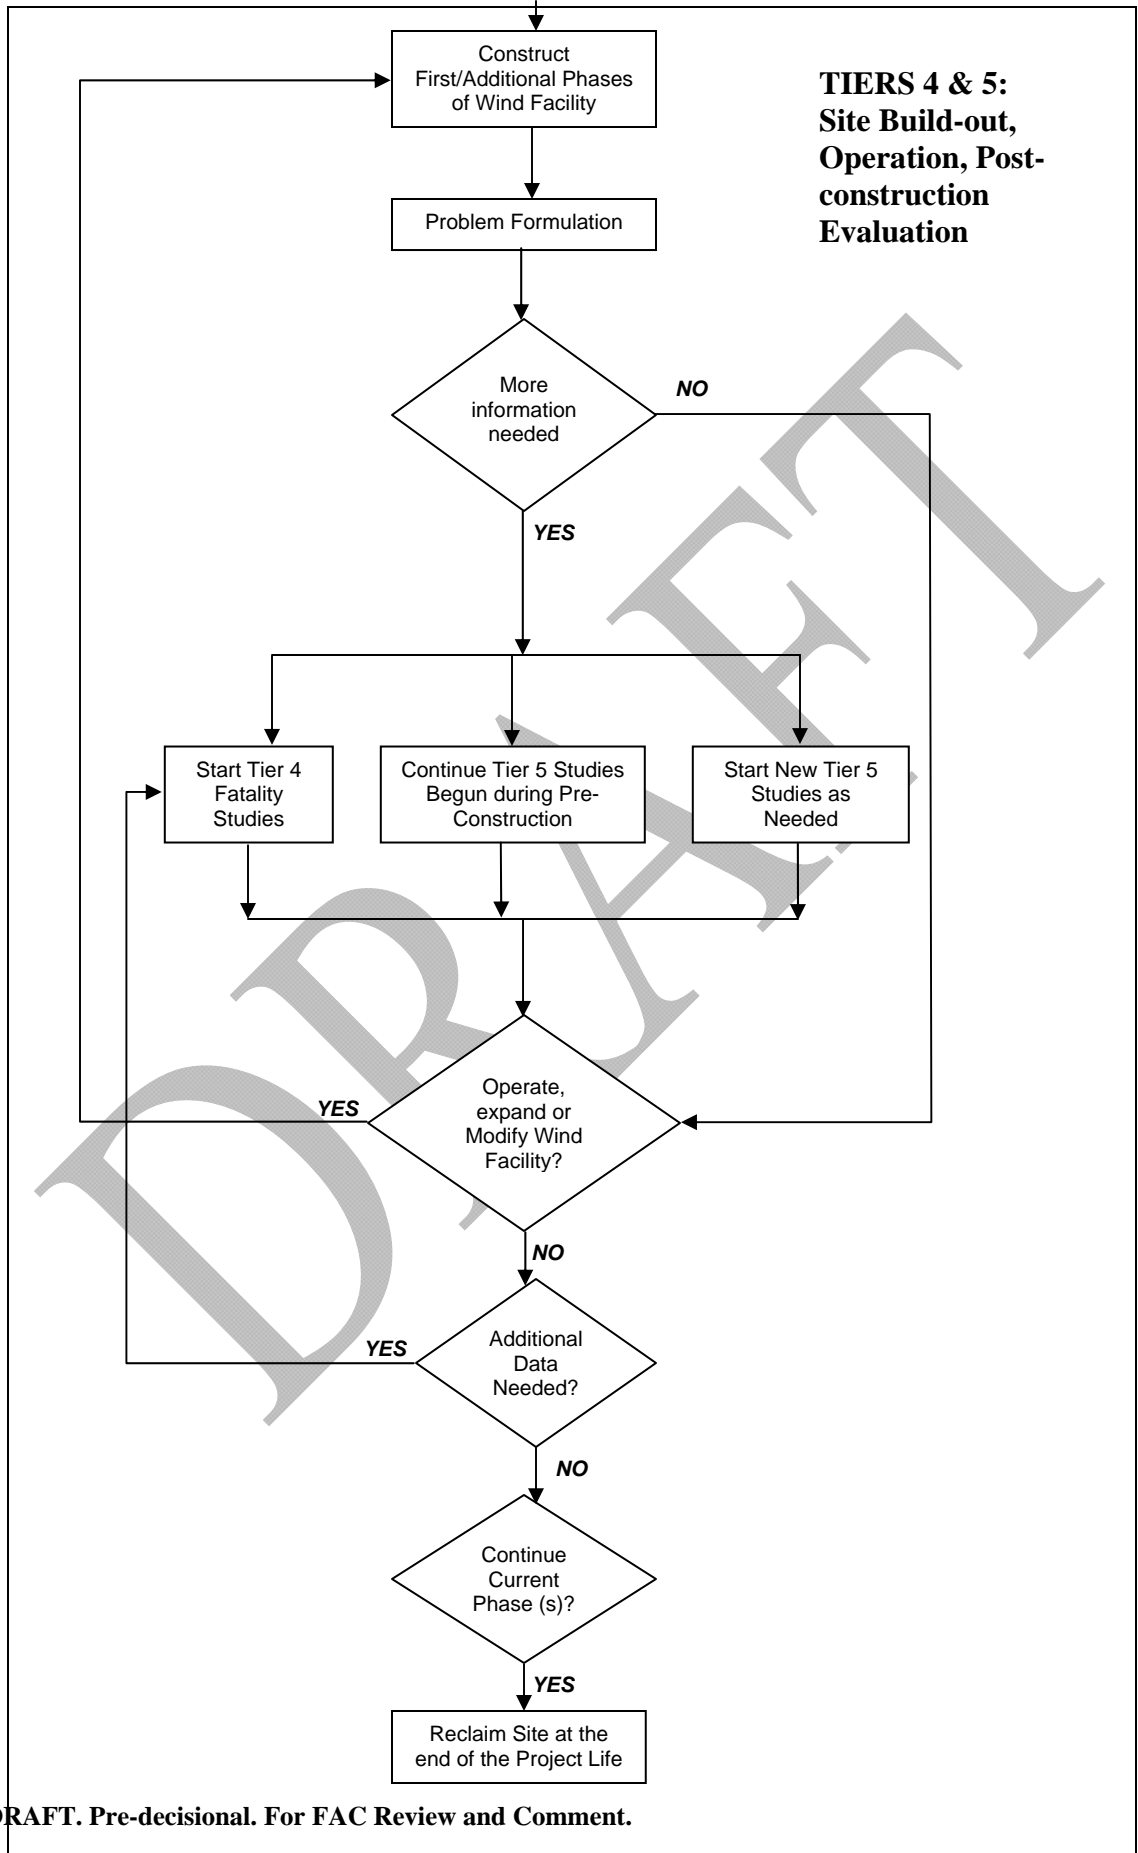 Construct
First/Additional Phases
of Wind Facility
TIERS 4 & 5:
Site Build-out,
Operation, Post-
construction
Evaluation
Problem Formulation
More
information
needed
NO
YES
Start Tier 4
Fatality
Studies
Continue Tier 5 Studies
Begun during Pre-
Construction
Start New Tier 5
Studies as
Needed
Operate,
expand or
Modify Wind
Facility?
YES
NO
Additional
Data
Needed?
YES
NO
Continue
Current
Phase (s)?
YES
Reclaim Site at the
end of the Project Life
DRAFT. Pre-decisional. For FAC Review and Comment.
DRAFT